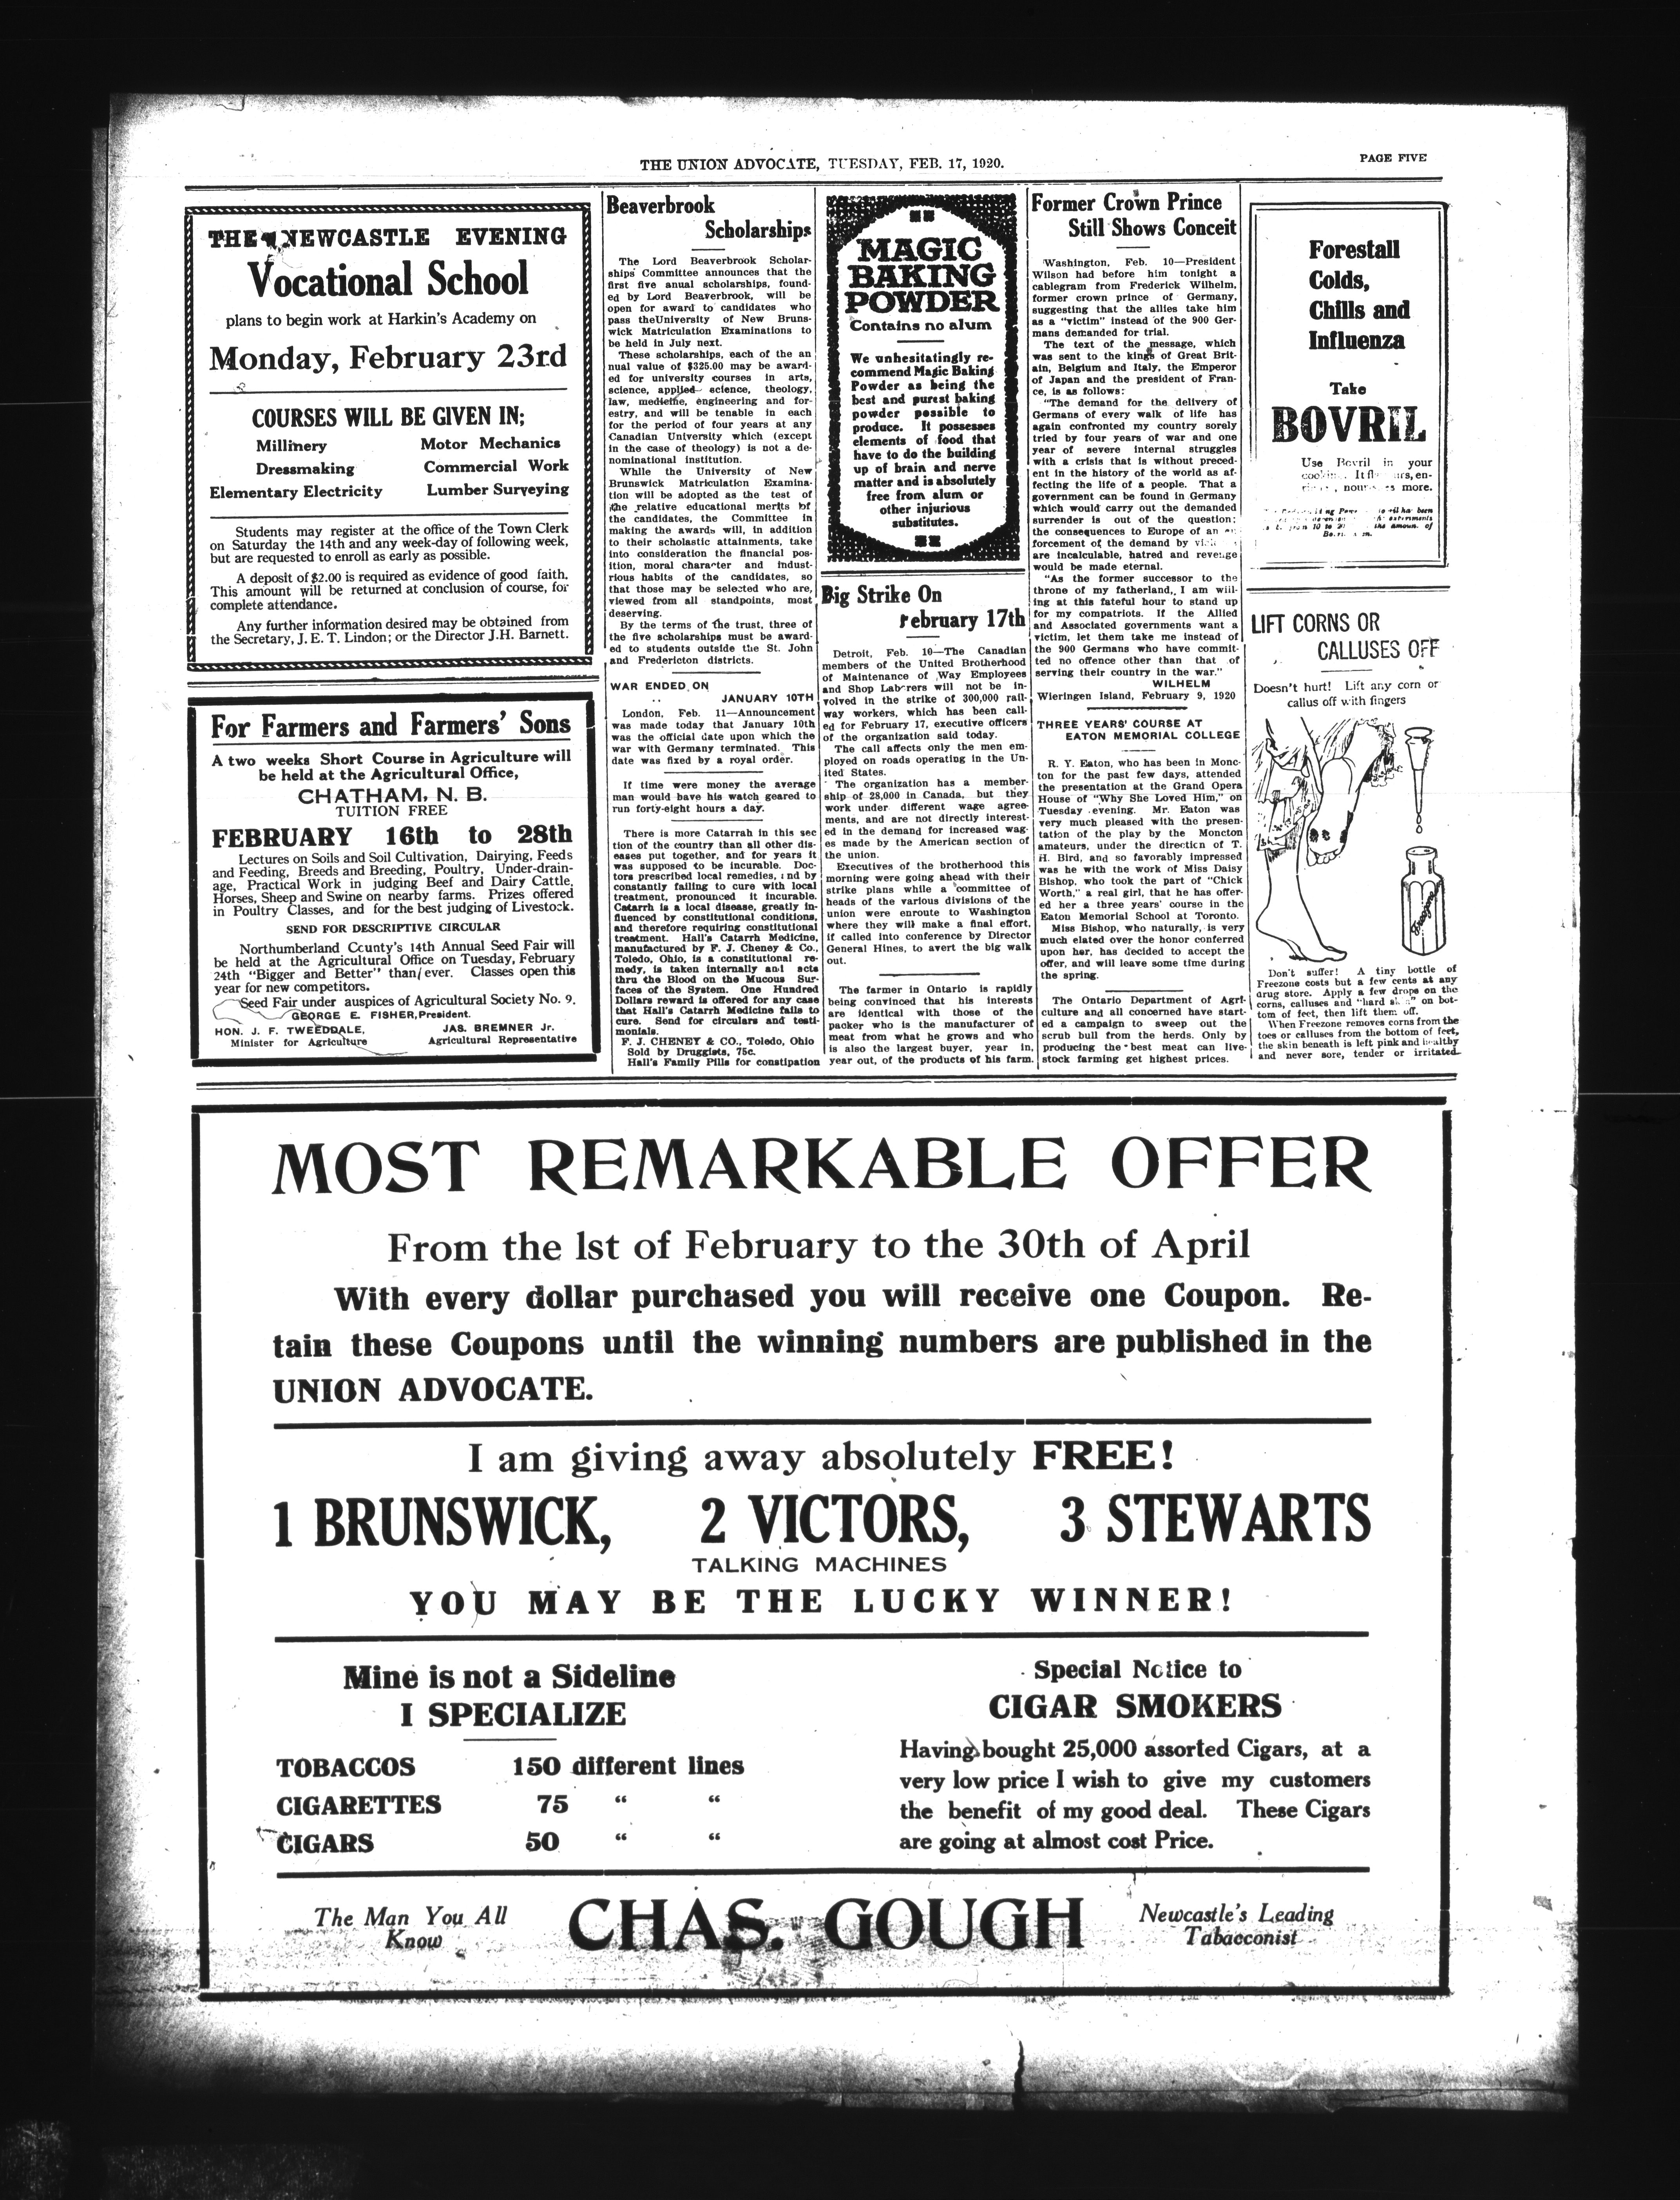 THE UNION ADVOCATE, TUESDAY, FEB. 17, 1920.
PAGE FIVE
THE NEWCASTLE EVENING
Vocational School
plans to begin work at Harkin's Academy on
Monday, February 23rd
COURSES WILL BE GIVEN IN;
Millinery Motor Mechanics
Dressmaking Commercial Work
Elementary Electricity Lumber Surveying
Students may register at the office of the Town Clerk
on Saturday the 14th and any week-day of following week,
but are requested to enroll as early as possible.
A deposit of $2.00 is required as evidence of good faith.
This amount will be returned at conclusion of course, for
complete attendance.
Any further information desired may be obtained from
the Secretary, J. E. T. Lindon; or the Director J.H. Barnett.
For Farmers and Farmers' Sons
A two weeks Short Course in Agriculture will
be held at the Agricultural Office,
CHATHAM, N. B.
TUITION FREE
FEBRUARY 16th to 28th
Lectures on Soils and Soil Cultivation, Dairying, Feeds
and Feeding, Breeds and Breeding, Poultry, Under-drain-
age, Practical Work in judging Beef and Dairy Cattle,
Horses, Sheep and Swine on nearby farms. Prizes offered
in Poultry Classes, and for the best judging of Livestock.
SEND FOR DESCRIPTIVE CIRCULAR
Northumberland County's 14th Annual Seed Fair will
be held at the Agricultural Office on Tuesday, February
24th "Bigger and Better" than ever. Classes open this
year for new competitors.
Seed Fair under auspices of Agricultural Society No. 9.
GEORGE E. FISHER, President.
HON. J. F. TWEEDDALE, JAS. BREMNER Jr.
Minister for Agriculture Agricultural Representative
Beaverbrook
Scholarships
The Lord Beaverbrook Scholar-
ships Committee announces that the
first five anual scholarships, found-
ed by Lord Beaverbrook, will be
open for award to candidates who
pass theUniversity of New Bruns-
wick Matriculation Examinations to
be held in July next.
These scholarships, each of the an
nual value of $325.00 may be award-
ed for university courses in arts,
science, applied science, theology,
law, medicine, engineering and for-
estry, and will be tenable in each
for the period of four years at any
Canadian University which (except
in the case of theology) is not a de-
nominational institution.
While the University of New
Brunswick Matriculation Examina-
tion will be adopted as the test of
the relative educational merits of
the candidates, the Committee in
making the awards will, in addition
to their scholastic attainments, take
into consideration the financial pos-
ition, moral character and indust-
rious habits of the candidates, so
that those may be selected who are,
viewed from all standpoints, most
deserving.
By the terms of the trust, three of
the five scholarships must be award-
ed to students outside the St. John
and Fredericton districts.
WAR ENDED ON
JANUARY 10TH
London, Feb. 11—Announcement
was made today that January 10th
was the official date upon which the
war with Germany terminated. This
date was fixed by a royal order.
If time were money the average
man would have his watch geared to
run forty-eight hours a day.
There is more Catarrah in this sec
tion of the country than all other dis-
eases put together, and for years it
was supposed to be incurable. Doc-
tors prescribed local remedies, and by
constantly failing to cure with local
treatment, pronounced it incurable.
Catarrh is a local disease, greatly in-
fluenced by constitutional conditions,
and therefore requiring constitutional
treatment. Hall's Catarrh Medicine,
manufactured by F. J. Cheney & Co.,
Toledo, Ohio, is a constitutional re-
medy, is taken internally and acts
thru the Blood on the Mucous Sur-
faces of the System. One Hundred
Dollars reward is offered for any case
that Hall's Catarrh Medicine fails to
cure. Send for circulars and testi-
monials.
F. J. CHENEY & CO., Toledo, Ohio
Sold by Druggists, 75c.
Hall's Family Pills for constipation
MAGIC
BAKING
POWDER
Contains no alum
We unhesitatingly re-
commend Magic Baking
Powder as being the
best and purest baking
powder possible to
produce. It possesses
elements of food that
have to do the building
up of brain and nerve
matter and is absolutely
free from alum or
other injurious
substitutes.
Big Strike On
February 17th
Detroit, Feb. 10—The Canadian
members of the United Brotherhood
of Maintenance of Way Employees
and Shop Laborers will not be in-
volved in the strike of 300,000 rail-
way workers, which has been call-
ed for February 17, executive officers
of the organization said today.
The call affects only the men em-
ployed on roads operating in the Un-
ited States.
The organization has a member-
ship of 28,000 in Canada, but they
work under different wage agree-
ments, and are not directly interest-
ed in the demand for increased wag-
es made by the American section of
the union.
Executives of the brotherhood this
morning were going ahead with their
strike plans while a committee of
heads of the various divisions of the
union were enroute to Washington
where they will make a final effort,
if called into conference by Director
General Hines, to avert the big walk
out.
The farmer in Ontario is rapidly
being convinced that his interests
are identical with those of the
packer who is the manufacturer of
meat from what he grows and who
is also the largest buyer, year in,
year out, of the products of his farm.
Former Crown Prince
Still Shows Conceit
Washington, Feb. 10—President
Wilson had before him tonight a
cablegram from Frederick Wilhelm,
former crown prince of Germany,
suggesting that the allies take him
as a "victim" instead of the 900 Ger-
mans demanded for trial.
The text of the message, which
was sent to the kings of Great Brit-
ain, Belgium and Italy, the Emperor
of Japan and the president of Fran-
ce, is as follows:
"The demand for the delivery of
Germans of every walk of life has
again confronted my country sorely
tried by four years of war and one
year of severe internal struggles
with a crisis that is without preced-
ent in the history of the world as af-
fecting the life of a people. That a
government can be found in Germany
which would carry out the demanded
surrender is out of the question;
the consequences to Europe of an
forcement of the demand by
are incalculable, hatred and revenge
would be made eternal.
"As the former successor to the
throne of my fatherland, I am will-
ing at this fateful hour to stand up
for my compatriots. If the Allied
and Associated governments want a
victim, let them take me instead of
the 900 Germans who have commit-
ted no offence other than that of
serving their country in the war."
WILHELM
Wieringen Island, February 9, 1920
THREE YEARS' COURSE AT
EATON MEMORIAL COLLEGE
R. Y. Eaton, who has been in Monc-
ton for the past few days, attended
the presentation at the Grand Opera
House of "Why She Loved Him," on
Tuesday evening. Mr. Eaton was
very much pleased with the presen-
tation of the play by the Moncton
amateurs, under the direction of T.
H. Bird, and so favorably impressed
was he with the work of Miss Daisy
Bishop, who took the part of "Chick
Worth," a real girl, that he has offer-
ed her a three years' course in the
Eaton Memorial School at Toronto.
Miss Bishop, who naturally, is very
much elated over the honor conferred
upon her, has decided to accept the
offer, and will leave some time during
the spring.
The Ontario Department of Agri-
culture and all concerned have start-
ed a campaign to sweep out the
scrub bull from the herds. Only by
producing the best meat can live-
stock farming get highest prices.
Forestall
Colds,
Chills and
Influenza
Take
BOVRIL
Use Bovril in your
more.
LIFT CORNS OR
CALLUSES OFF
Doesn't hurt! Lift any corn or
callus off with fingers
Don't suffer! A tiny bottle of
Freezone costs but a few cents at any
drug store. Apply a few drops on the
corns, calluses and "hard skin" on bot-
tom of feet, then lift them off.
When Freezone removes corns from the
toes or calluses from the bottom of feet,
the skin beneath is left pink and healthy
and never sore, tender or irritated
MOST REMARKABLE OFFER
From the 1st of February to the 30th of April
With every dollar purchased you will receive one Coupon. Re-
tain these Coupons until the winning numbers are published in the
UNION ADVOCATE.
I am giving away absolutely FREE!
1 BRUNSWICK, 2 VICTORS, 3 STEWARTS
TALKING MACHINES
YOU MAY BE THE LUCKY WINNER!
Mine is not a Sideline
I SPECIALIZE
TOBACCOS 150 different lines
CIGARETTES 75 “ “
CIGARS 50 “ “
Special Notice to
CIGAR SMOKERS
Having bought 25,000 assorted Cigars, at a
very low price I wish to give my customers
the benefit of my good deal. These Cigars
are going at almost cost Price.
The Man You All
Know
CHAS. GOUGH
Newcastle's Leading
Tabacconist